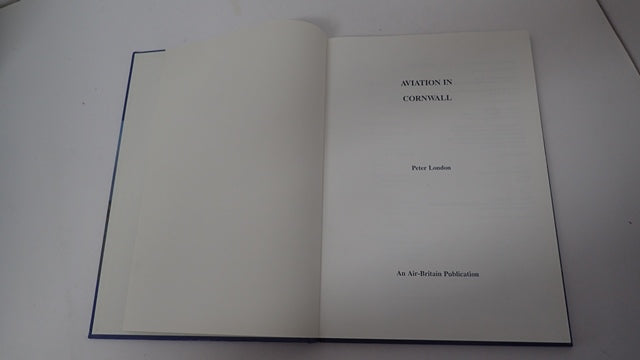 AVIATION IN
CORNWALL
Peter London
An Air-Britain Publication